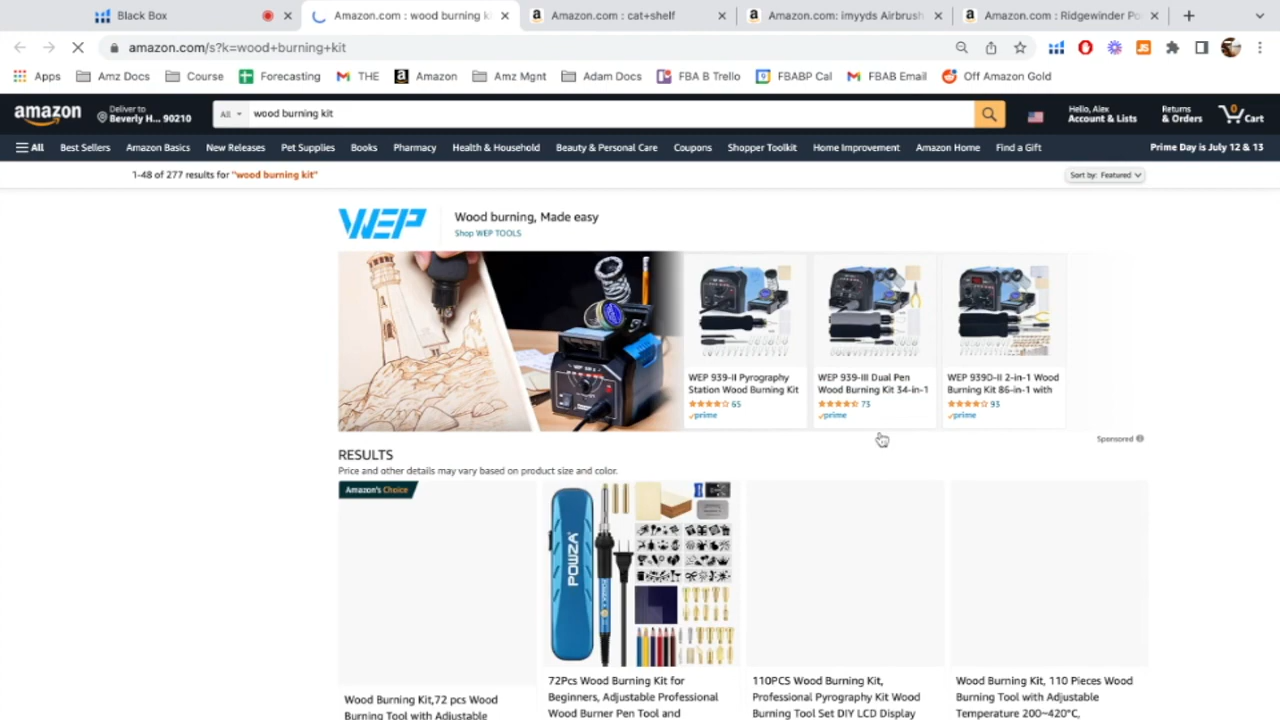 Black Box
Amazon.com : wood burning ki
Amazon.com : cat+shelf
Amazon.com: imyyds Airbrush
Amazon.com : Ridgewinder Po
amazon.com/s?k=wood+burning+kit
Apps
Amz Docs
Course
Forecasting
THE
Amazon
Amz Mgnt
Adam Docs
FBA B Trello
FBABP Cal
FBAB Email
Off Amazon Gold
amazon
Deliver to
Beverly H... 90210
All
wood burning kit
Hello, Alex
Account & Lists
Returns
& Orders
0
Cart
All
Best Sellers
Amazon Basics
New Releases
Pet Supplies
Books
Pharmacy
Health & Household
Beauty & Personal Care
Coupons
Shopper Toolkit
Home Improvement
Amazon Home
Find a Gift
Prime Day is July 12 & 13
1-48 of 277 results for "wood burning kit"
Sort by: Featured
WEP
Wood burning, Made easy
Shop WEP TOOLS
WEP 939-II Pyrography
Station Wood Burning Kit
65
prime
WEP 939-III Dual Pen
Wood Burning Kit 34-in-1
73
prime
WEP 939D-II 2-in-1 Wood
Burning Kit 86-in-1 with
93
prime
Sponsored
RESULTS
Price and other details may vary based on product size and color.
Amazon's Choice
POWZA
Wood Burning Kit,72 pcs Wood
Burning Tool with Adjustable
72Pcs Wood Burning Kit for
Beginners, Adjustable Professional
Wood Burner Pen Tool and
110PCS Wood Burning Kit,
Professional Pyrography Kit Wood
Burning Tool Set DIY LCD Display
Wood Burning Kit, 110 Pieces Wood
Burning Tool with Adjustable
Temperature 200~420°C,